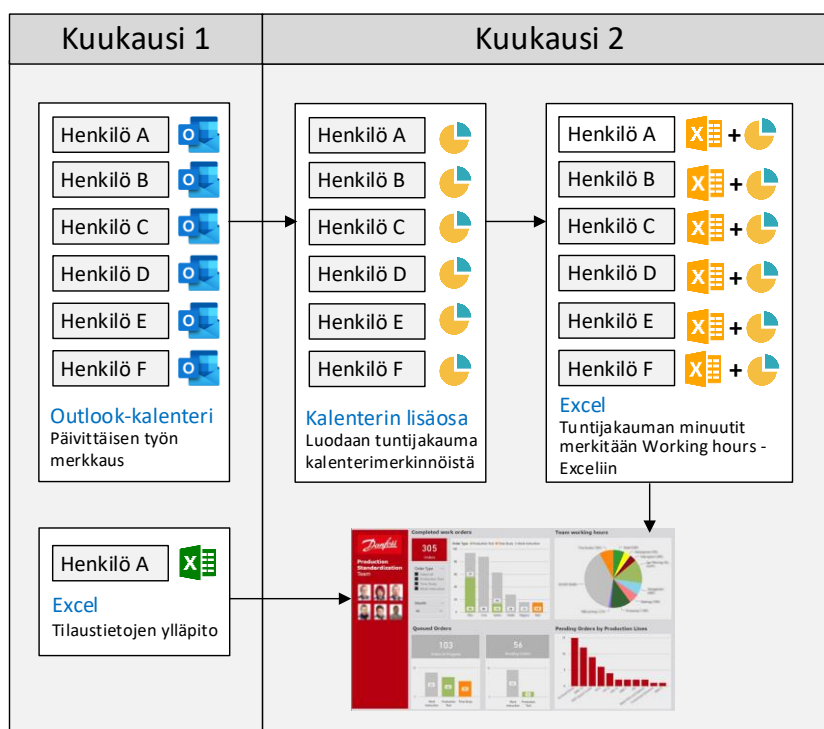 Kuukausi 1
Kuukausi 2
Henkilö A
Henkilö B
Henkilö C
Henkilö D
Henkilö E
Henkilö F
Outlook-kalenteri
Päivittäisen työn
merkkaus
Henkilö A
Henkilö B
Henkilö C
Henkilö D
Henkilö E
Henkilö F
Kalenterin lisäosa
Luodaan tuntijakauma
kalenterimerkinnöistä
Henkilö A +
Henkilö B +
Henkilö C +
Henkilö D +
Henkilö E +
Henkilö F +
Excel
Tuntijakauman minuutit
merkitään Working hours -
Exceliin
Henkilö A
Excel
Tilaustietojen ylläpito
Danfoss
Production
Standardization
Team
Completed work orders
305
Team working hours
Queued Orders
103
56
Pending Orders by Production Lines